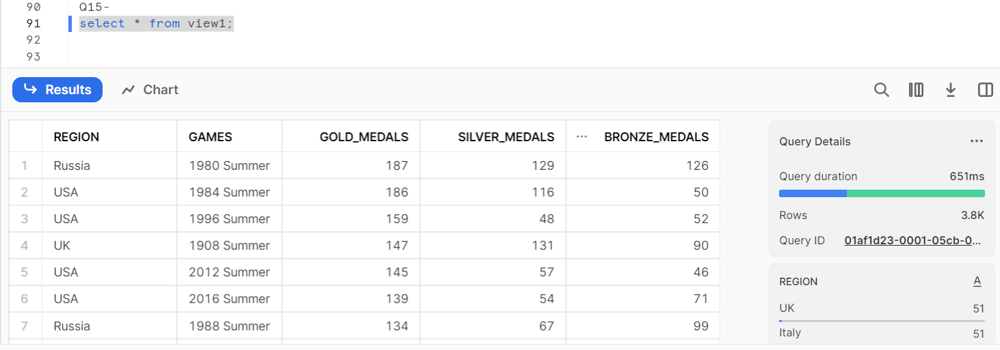 90 Q15-
91 select * from view1;
92
93
Results Chart
REGION GAMES GOLD_MEDALS SILVER_MEDALS ... BRONZE_MEDALS
1 Russia 1980 Summer 187 129 126
2 USA 1984 Summer 186 116 50
3 USA 1996 Summer 159 48 52
4 UK 1908 Summer 147 131 90
5 USA 2012 Summer 145 57 46
6 USA 2016 Summer 139 54 71
7 Russia 1988 Summer 134 67 99
Query Details ...
Query duration 651ms
Rows 3.8K
Query ID 01af1d23-0001-05cb-0...
REGION A
UK 51
Italy 51